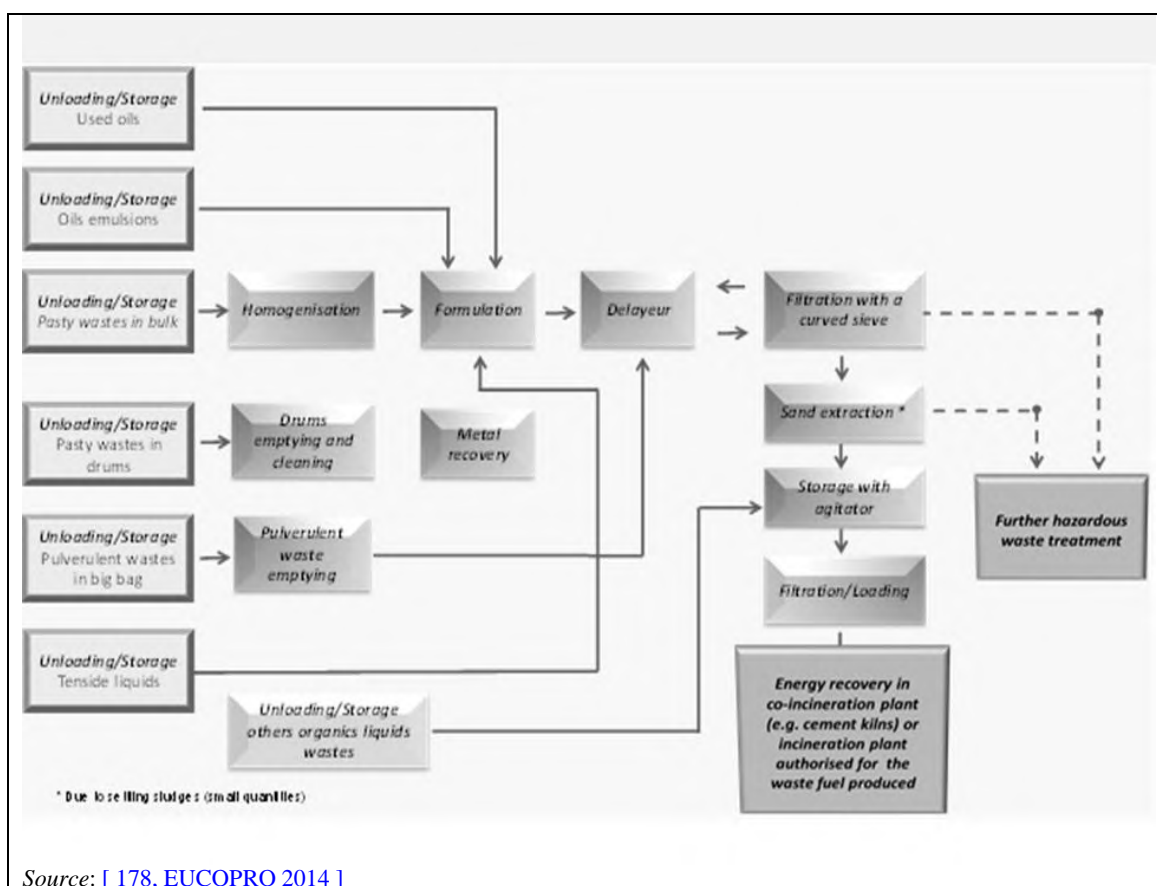 Unloading/Storage
Used oils
Unloading/Storage
Oils emulsions
Unloading/Storage
Pasty wastes in bulk
Homogenisation
Formulation
Delayeur
Filtration with a
curved sieve
Unloading/Storage
Pasty wastes in
drums
Drums
emptying and
cleaning
Metal
recovery
Sand extraction *
Unloading/Storage
Pulverulent wastes
in big bag
Pulverulent
waste
emptying
Storage with
agitator
Further hazardous
waste treatment
Filtration/Loading
Unloading/Storage
Tenside liquids
Unloading/Storage
others organics liquids
wastes
Energy recovery in
co-incineration plant
(e.g. cement kilns) or
incineration plant
authorised for the
waste fuel produced
* Due to settling sludges (small quantities)
Source: [ 178, EUCOPRO 2014 ]